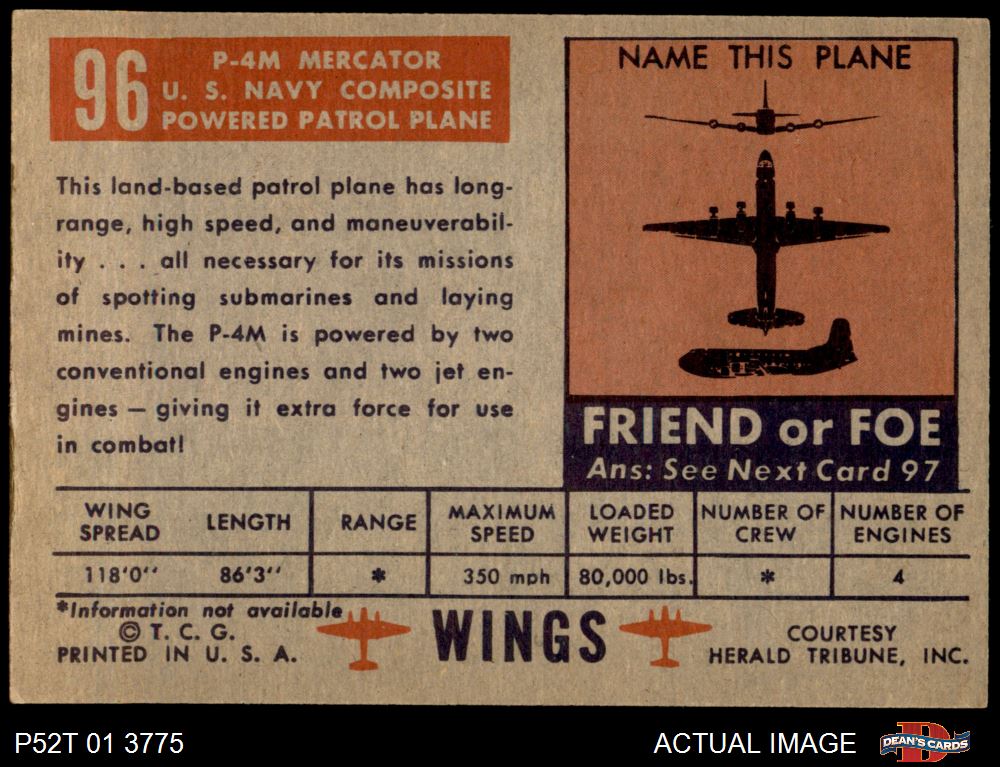 96
P-4M MERCATOR
U. S. NAVY COMPOSITE
POWERED PATROL PLANE
This land-based patrol plane has long-
range, high speed, and maneuverabil-
ity . . . all necessary for its missions
of spotting submarines and laying
mines. The P-4M is powered by two
conventional engines and two jet en-
gines — giving it extra force for use
in combat!
NAME THIS PLANE
FRIEND or FOE
Ans: See Next Card 97
WING SPREAD LENGTH RANGE MAXIMUM SPEED LOADED WEIGHT NUMBER OF CREW NUMBER OF ENGINES
118'0'' 86'3'' * 350 mph 80,000 lbs. * 4
*Information not available
© T. C. G.
PRINTED IN U. S. A.
WINGS
COURTESY
HERALD TRIBUNE, INC.
P52T 01 3775
ACTUAL IMAGE
D
DEAN'S CARDS